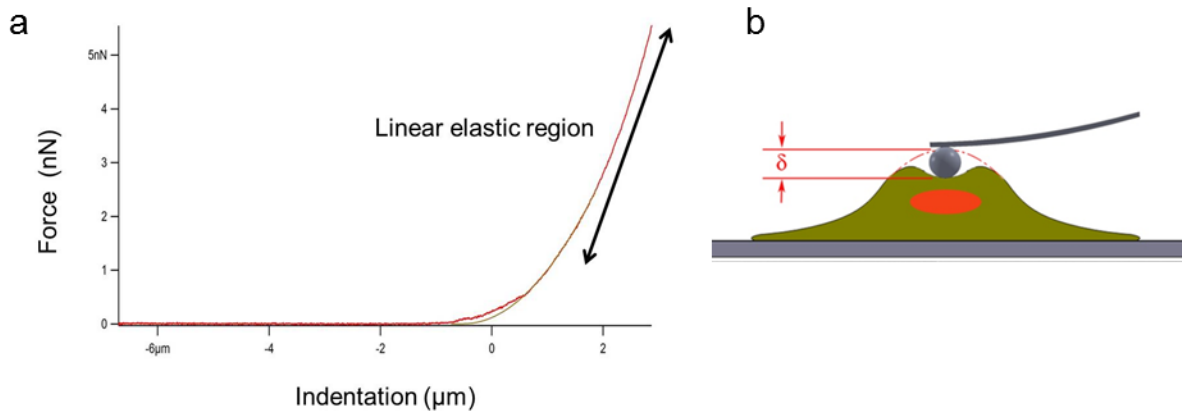 a
5nN
4
3
2
1
0
-6μm
-4
-2
0
2
Force (nN)
Linear elastic region
Indentation (μm)
b
δ